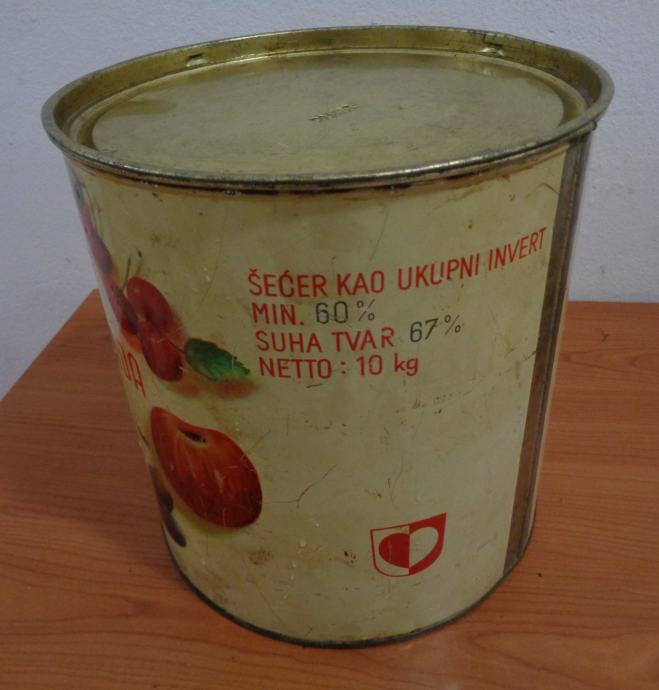 ŠEĆER KAO UKUPNI INVERT
MIN. 60%
SUHA TVAR 67%
NETTO: 10 kg